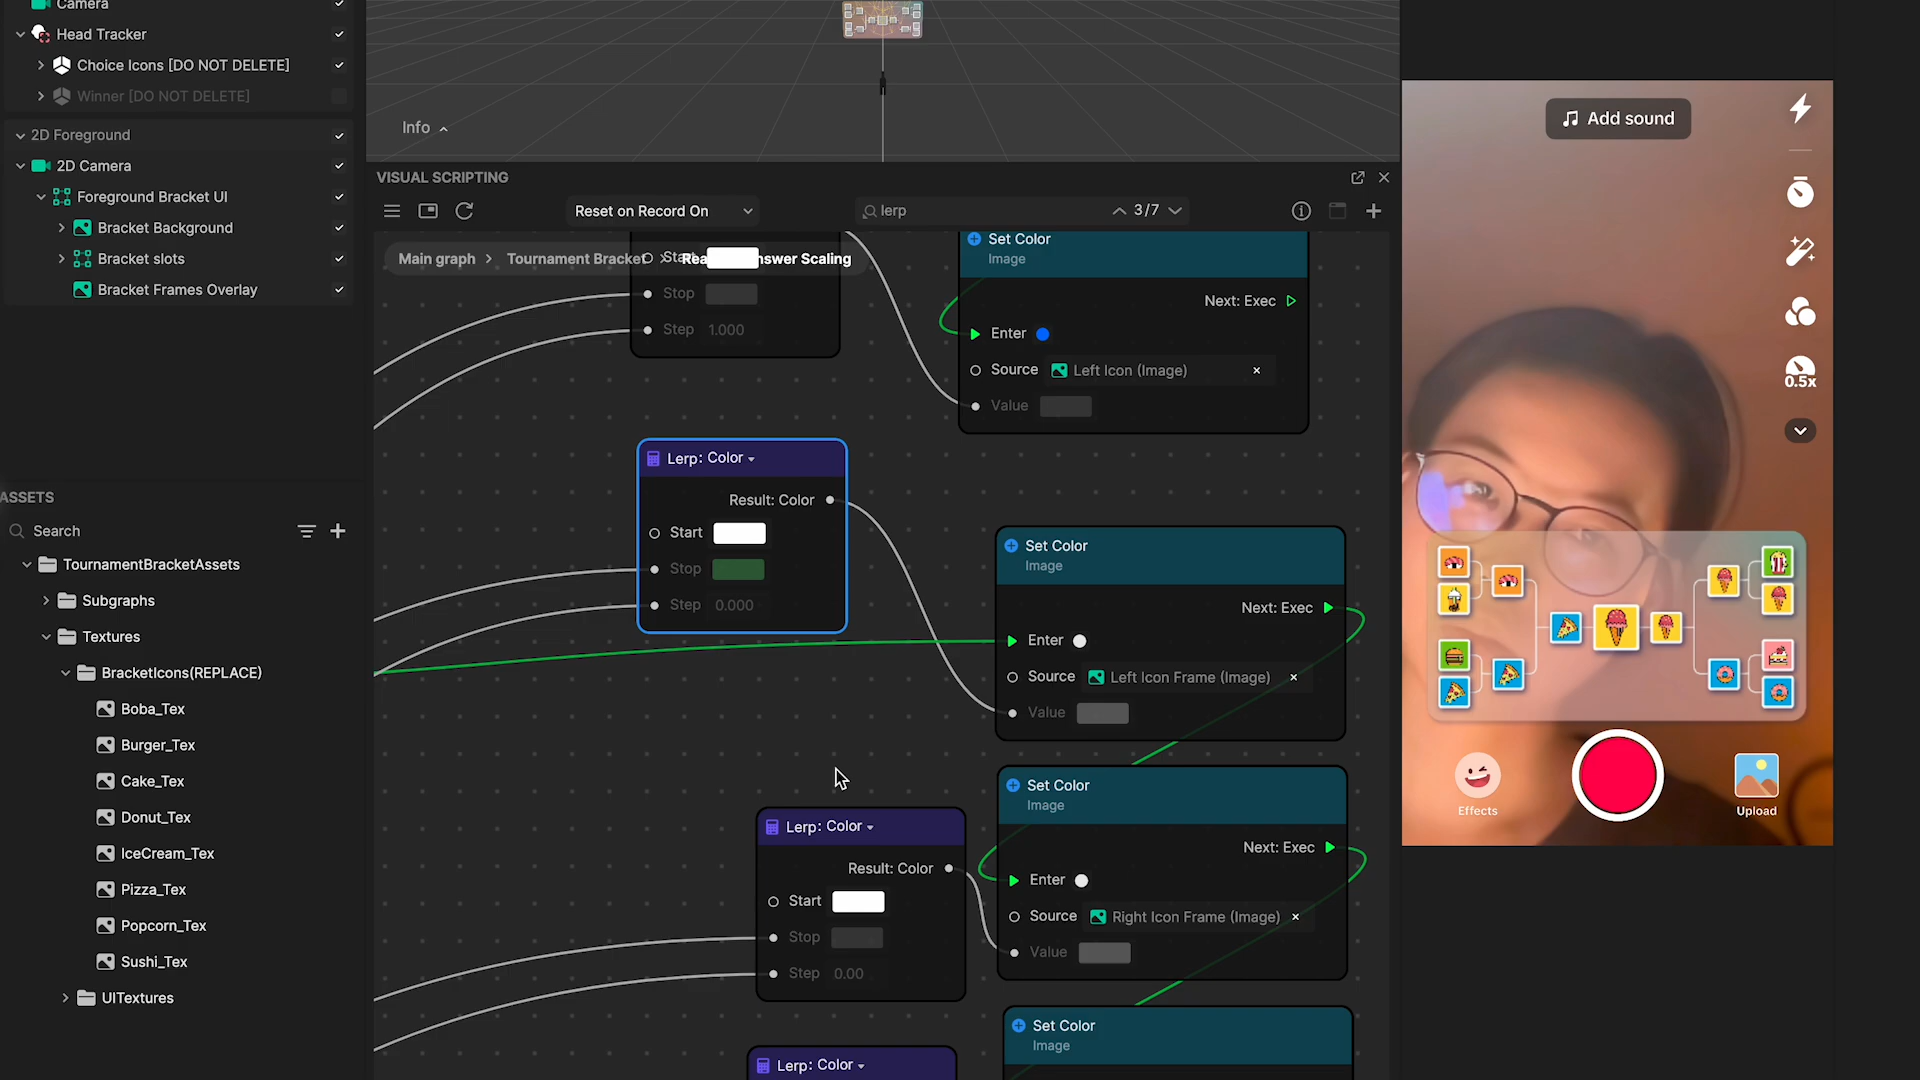 Camera
Head Tracker
Choice Icons [DO NOT DELETE]
Winner [DO NOT DELETE]
2D Foreground
2D Camera
Foreground Bracket UI
Bracket Background
Bracket slots
Bracket Frames Overlay
ASSETS
Search
TournamentBracketAssets
Subgraphs
Textures
BracketIcons(REPLACE)
Boba_Tex
Burger_Tex
Cake_Tex
Donut_Tex
IceCream_Tex
Pizza_Tex
Popcorn_Tex
Sushi_Tex
UITextures
Info
VISUAL SCRIPTING
Reset on Record On
lerp
3/7
Main graph > Tournament Bracket
nswer Scaling
Stop
Step 1.000
Set Color
Image
Next: Exec
Enter
Source Left Icon (Image) ×
Value
Lerp: Color
Result: Color
Start
Stop
Step 0.000
Set Color
Image
Next: Exec
Enter
Source Left Icon Frame (Image) ×
Value
Lerp: Color
Result: Color
Start
Stop
Step 0.00
Set Color
Image
Next: Exec
Enter
Source Right Icon Frame (Image) ×
Value
Lerp: Color
Set Color
Image
Add sound
0.5x
Effects
Upload